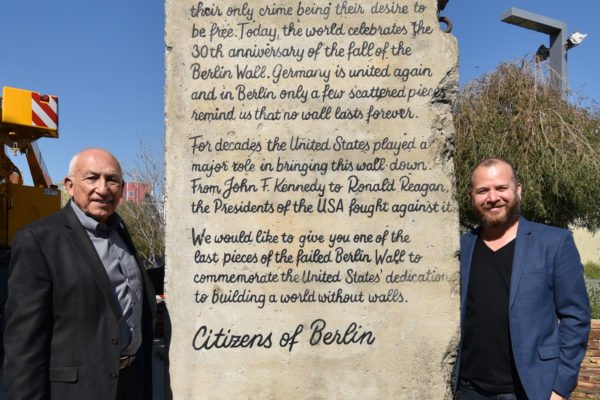 their only crime being their desire to
be free. Today, the world celebrates the
30th anniversary of the fall of the
Berlin Wall. Germany is united again
and in Berlin only a few scattered pieces
remind us that no wall lasts forever.
For decades the United States played a
major role in bringing this wall down.
From John F. Kennedy to Ronald Reagan,
the Presidents of the USA fought against it.
We would like to give you one of the
last pieces of the failed Berlin Wall to
commemorate the United States' dedication
to building a world without walls.
Citizens of Berlin